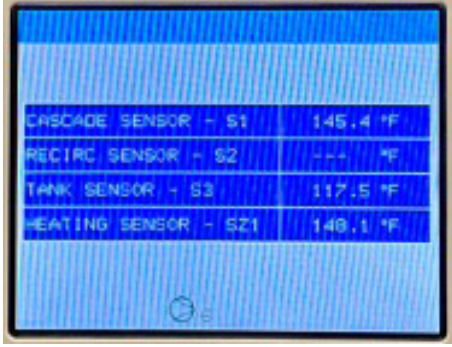 CASCADE SENSOR - S1 145.4 °F
RECIRC SENSOR - S2 --- °F
TANK SENSOR - S3 117.5 °F
HEATING SENSOR - SZ1 148.1 °F